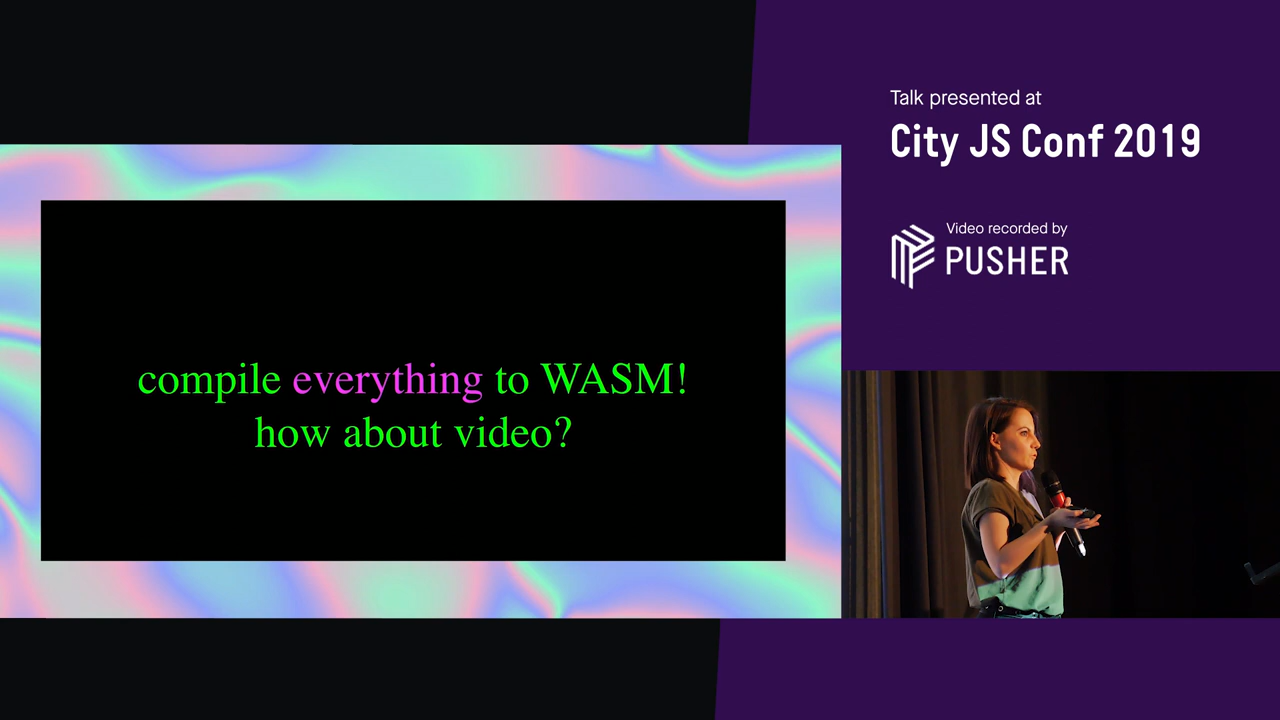 Talk presented at
City JS Conf 2019
Video recorded by
PUSHER
compile everything to WASM!
how about video?